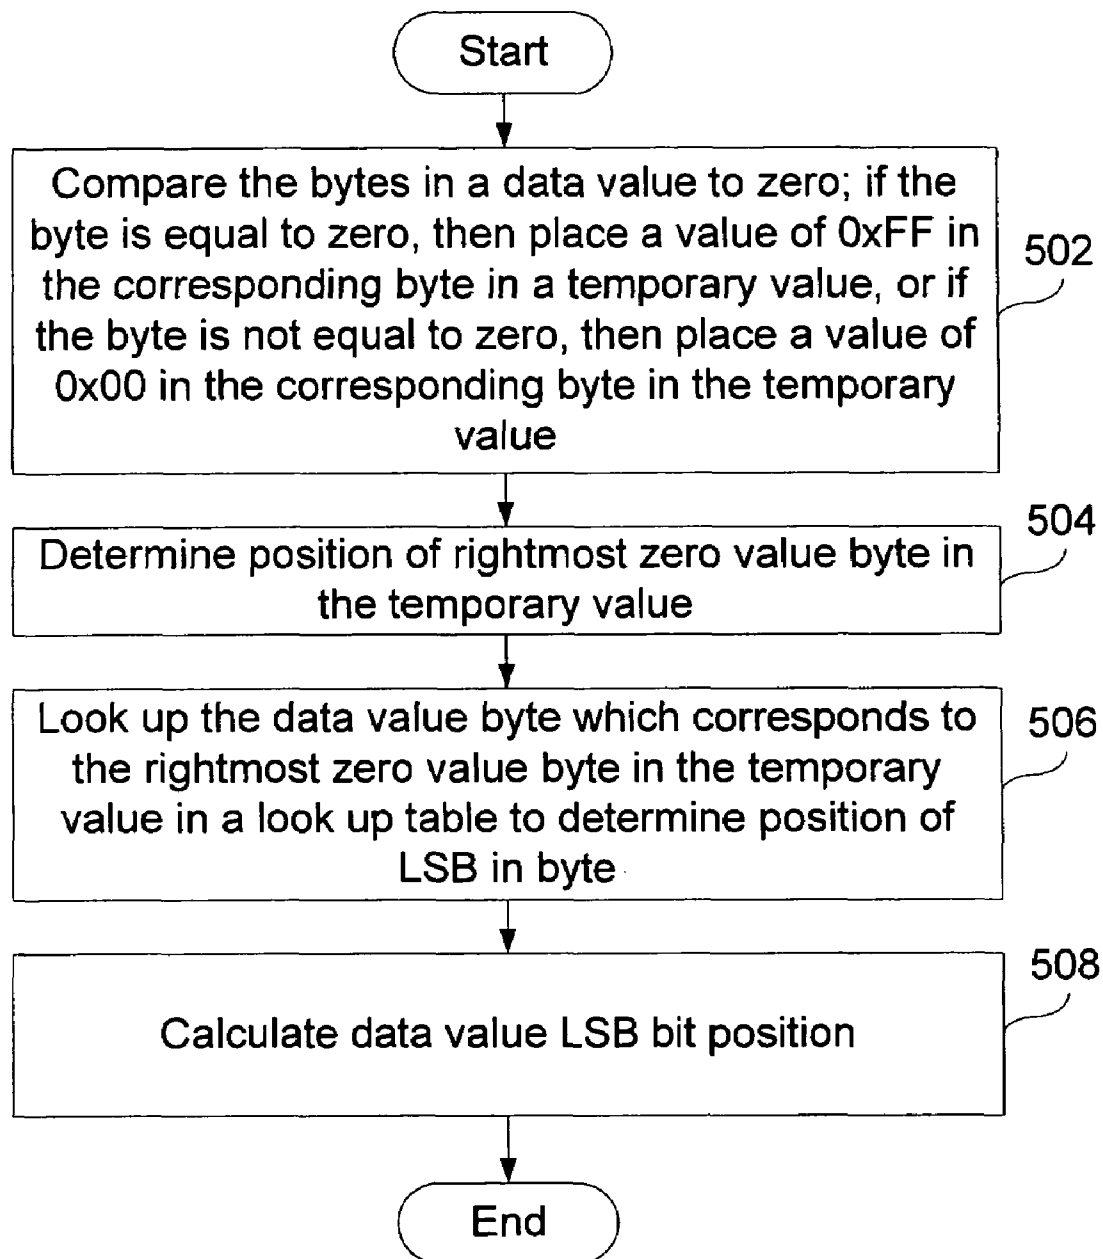 Start
Compare the bytes in a data value to zero; if the
byte is equal to zero, then place a value of 0xFF in
the corresponding byte in a temporary value, or if
the byte is not equal to zero, then place a value of
0x00 in the corresponding byte in the temporary
value
502
Determine position of rightmost zero value byte in
the temporary value
504
Look up the data value byte which corresponds to
the rightmost zero value byte in the temporary
value in a look up table to determine position of
LSB in byte
506
Calculate data value LSB bit position
508
End